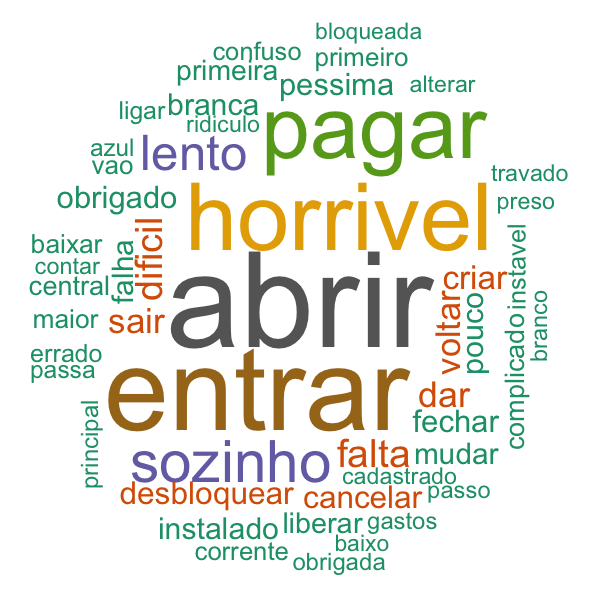 bloqueada
confuso
primeiro
primeira
pessima
alterar
ligar
branca
pagar
ridiculo
azul
lento
vao
travado
obrigado
horrivel
preso
baixar
falha
dificil
contar
central
abrir
criar
instavel
maior
sair
voltar
pouco
complicado
branco
errado
passa
entrar
dar
principal
fechar
sozinho
falta
mudar
cadastrado
desbloquear
cancelar
passo
instalado
liberar
gastos
corrente
baixo
obrigada